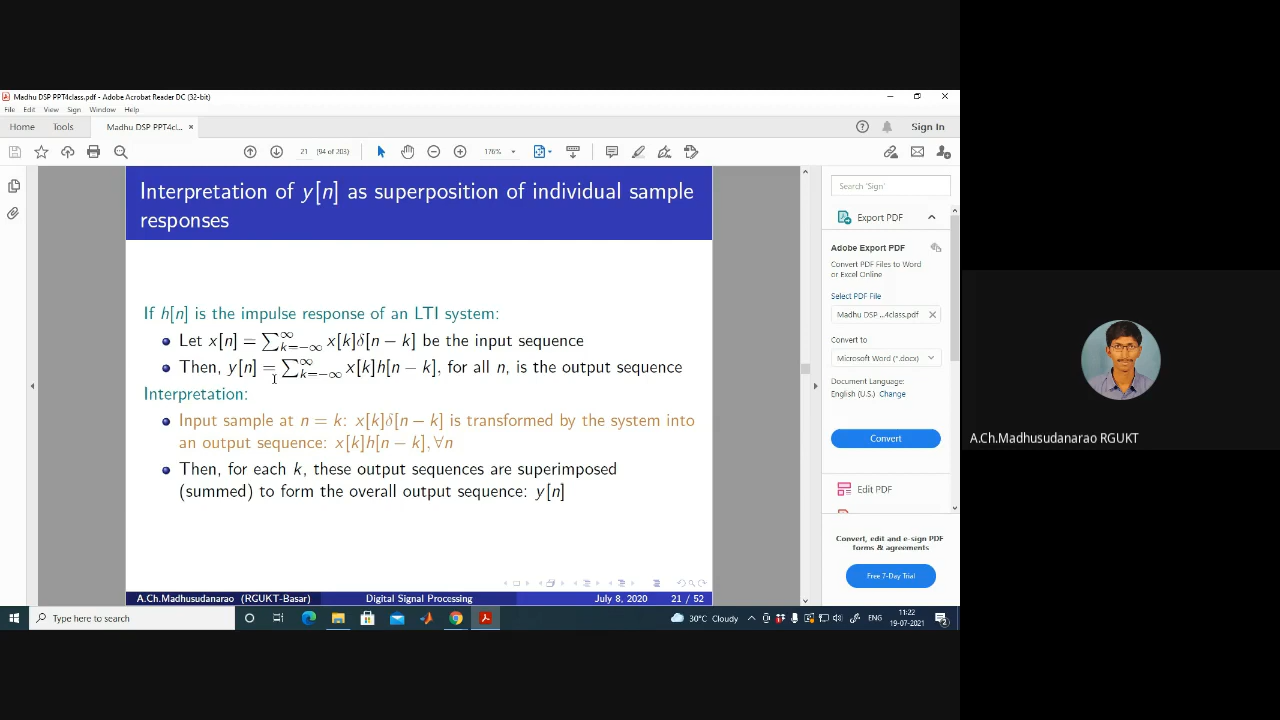 Madhu DSP PPT4class.pdf - Adobe Acrobat Reader DC (32-bit)
File Edit View Sign Window Help
Home Tools Madhu DSP PPT4cl... × Sign In
21 (94 of 203) 176%
Interpretation of y[n] as superposition of individual sample
responses
If h[n] is the impulse response of an LTI system:
Let x[n] = ∑_{k=−∞}^{∞} x[k]δ[n − k] be the input sequence
Then, y[n] = ∑_{k=−∞}^{∞} x[k]h[n − k], for all n, is the output sequence
Interpretation:
Input sample at n = k: x[k]δ[n − k] is transformed by the system into
an output sequence: x[k]h[n − k], ∀n
Then, for each k, these output sequences are superimposed
(summed) to form the overall output sequence: y[n]
A.Ch.Madhusudanarao (RGUKT-Basar) Digital Signal Processing July 8, 2020 21 / 52
Search 'Sign'
Export PDF
Adobe Export PDF
Convert PDF Files to Word
or Excel Online
Select PDF File
Madhu DSP ...4class.pdf ×
Convert to
Microsoft Word (*.docx)
Document Language:
English (U.S.) Change
Convert
Edit PDF
Convert, edit and e-sign PDF
forms & agreements
Free 7-Day Trial
Type here to search
30°C Cloudy
ENG
11:22
19-07-2021
2
A.Ch.Madhusudanarao RGUKT